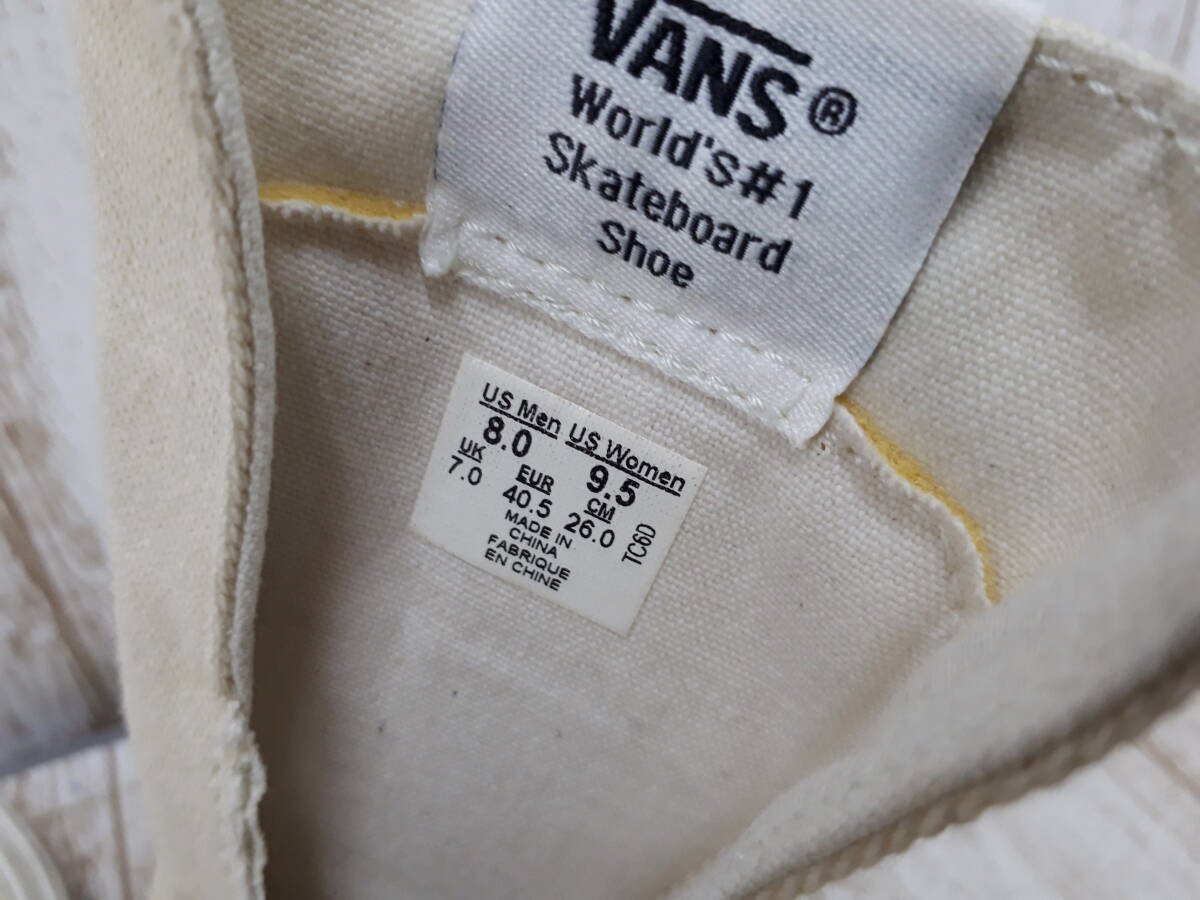 VANS®
World's#1
Skateboard
Shoe
US Men US Women
8.0 9.5
UK EUR CM
7.0 40.5 26.0
MADE IN
CHINA
FABRIQUE
EN CHINE
TC6D